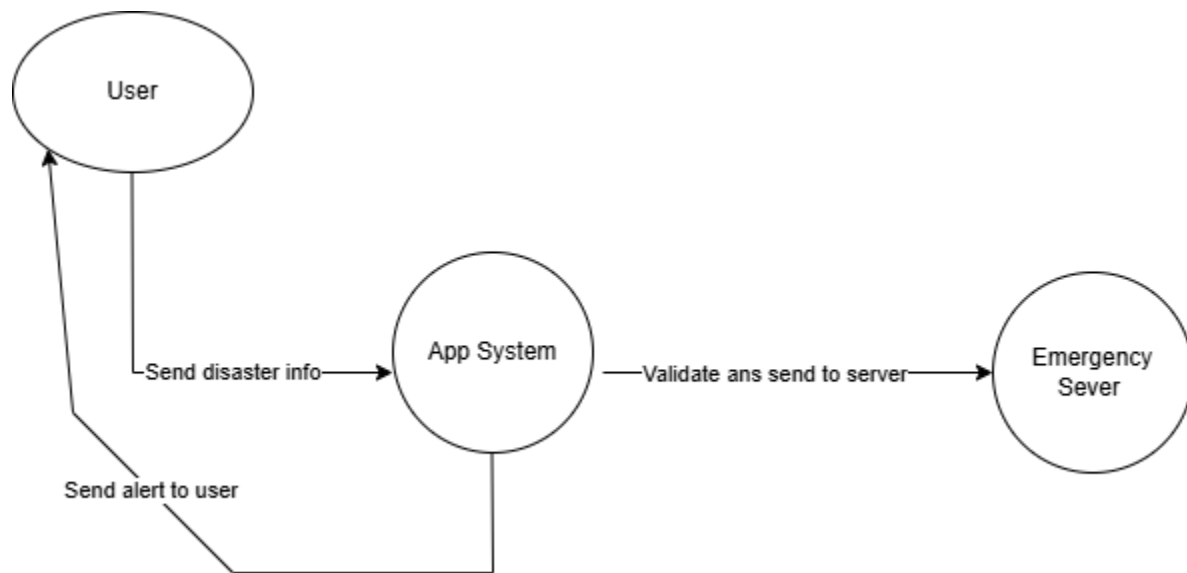 User
App System
Send disaster info
Validate ans send to server
Emergency
Sever
Send alert to user